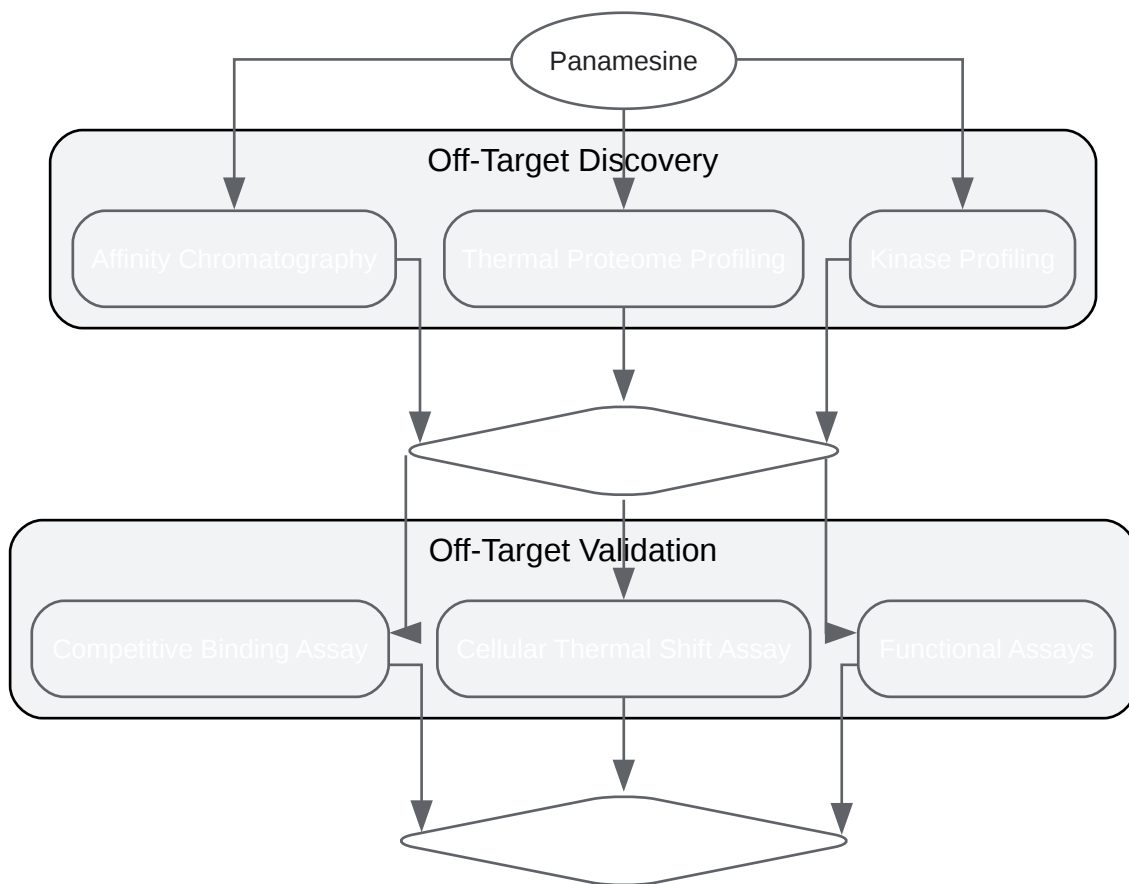 Panamesine
Off-Target Discovery
Affinity Chromatography
Thermal Proteome Profiling
Kinase Profiling
Off-Target Validation
Competitive Binding Assay
Cellular Thermal Shift Assay
Functional Assays